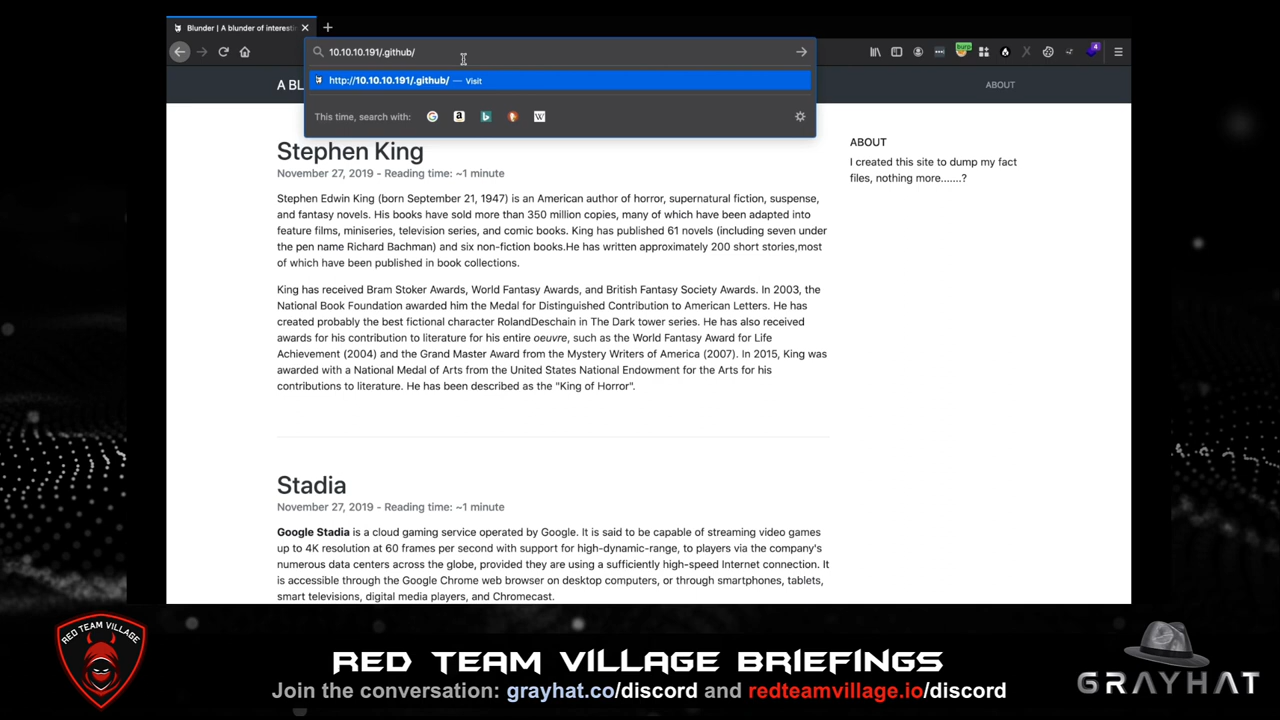 Blunder | A blunder of interesti
10.10.10.191/.github/
burp
4
http://10.10.10.191/.github/ — Visit
This time, search with:
A BL
ABOUT
Stephen King
November 27, 2019 - Reading time: ~1 minute
Stephen Edwin King (born September 21, 1947) is an American author of horror, supernatural fiction, suspense,
and fantasy novels. His books have sold more than 350 million copies, many of which have been adapted into
feature films, miniseries, television series, and comic books. King has published 61 novels (including seven under
the pen name Richard Bachman) and six non-fiction books.He has written approximately 200 short stories,most
of which have been published in book collections.
King has received Bram Stoker Awards, World Fantasy Awards, and British Fantasy Society Awards. In 2003, the
National Book Foundation awarded him the Medal for Distinguished Contribution to American Letters. He has
created probably the best fictional character RolandDeschain in The Dark tower series. He has also received
awards for his contribution to literature for his entire oeuvre, such as the World Fantasy Award for Life
Achievement (2004) and the Grand Master Award from the Mystery Writers of America (2007). In 2015, King was
awarded with a National Medal of Arts from the United States National Endowment for the Arts for his
contributions to literature. He has been described as the "King of Horror".
ABOUT
I created this site to dump my fact
files, nothing more.......?
Stadia
November 27, 2019 - Reading time: ~1 minute
Google Stadia is a cloud gaming service operated by Google. It is said to be capable of streaming video games
up to 4K resolution at 60 frames per second with support for high-dynamic-range, to players via the company's
numerous data centers across the globe, provided they are using a sufficiently high-speed Internet connection. It
is accessible through the Google Chrome web browser on desktop computers, or through smartphones, tablets,
smart televisions, digital media players, and Chromecast.
RED TEAM VILLAGE
RED TEAM VILLAGE BRIEFINGS
Join the conversation: grayhat.co/discord and redteamvillage.io/discord
GRAYHAT